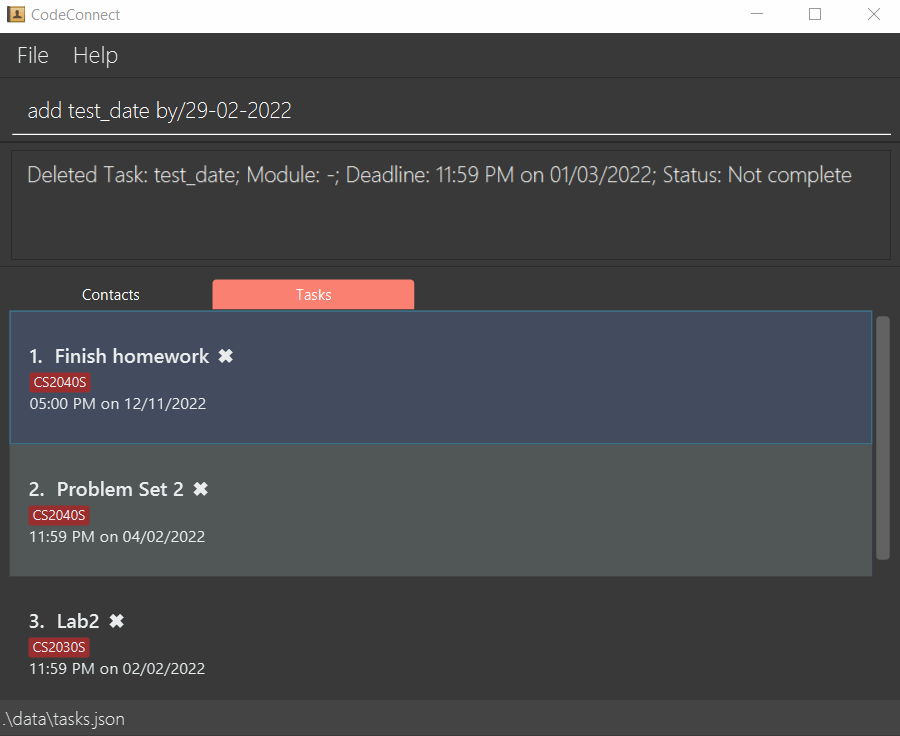 CodeConnect
File Help
add test_date by/29-02-2022
Deleted Task: test_date; Module: -; Deadline: 11:59 PM on 01/03/2022; Status: Not complete
Contacts Tasks
1. Finish homework ✖
CS2040S
05:00 PM on 12/11/2022
2. Problem Set 2 ✖
CS2040S
11:59 PM on 04/02/2022
3. Lab2 ✖
CS2030S
11:59 PM on 02/02/2022
.\data\tasks.json